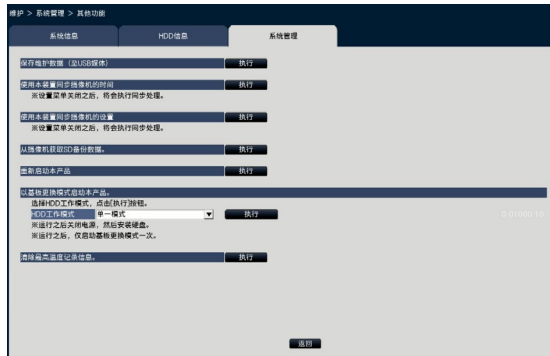 维护 > 系统管理 > 其他功能
系统信息 HDD信息 系统管理
保存维护数据（至USB媒体） 执行
使用本装置同步摄像机的时间 执行
※设置菜单关闭之后，将会执行同步处理。
使用本装置同步摄像机的设置 执行
※设置菜单关闭之后，将会执行同步处理。
从摄像机获取SD备份数据。 执行
重新启动本产品 执行
以基板更换模式启动本产品。
选择HDD工作模式，点击[执行]按钮。
HDD工作模式 单一模式 执行
※运行之后关闭电源，然后安装硬盘。
※运行之后，仅启动基板更换模式一次。
清除最高温度记录信息。 执行
返回